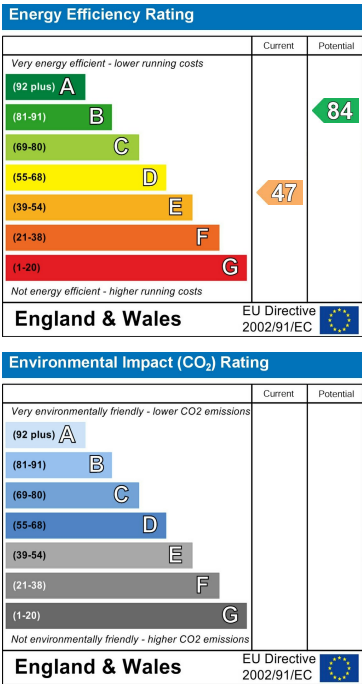 Energy Efficiency Rating
Current Potential
Very energy efficient - lower running costs
(92 plus) A
(81-91) B
84
(69-80) C
(55-68) D
(39-54) E
47
(21-38) F
(1-20) G
Not energy efficient - higher running costs
England & Wales
EU Directive
2002/91/EC
Environmental Impact (CO₂) Rating
Current Potential
Very environmentally friendly - lower CO2 emissions
(92 plus) A
(81-91) B
(69-80) C
(55-68) D
(39-54) E
(21-38) F
(1-20) G
Not environmentally friendly - higher CO2 emissions
England & Wales
EU Directive
2002/91/EC